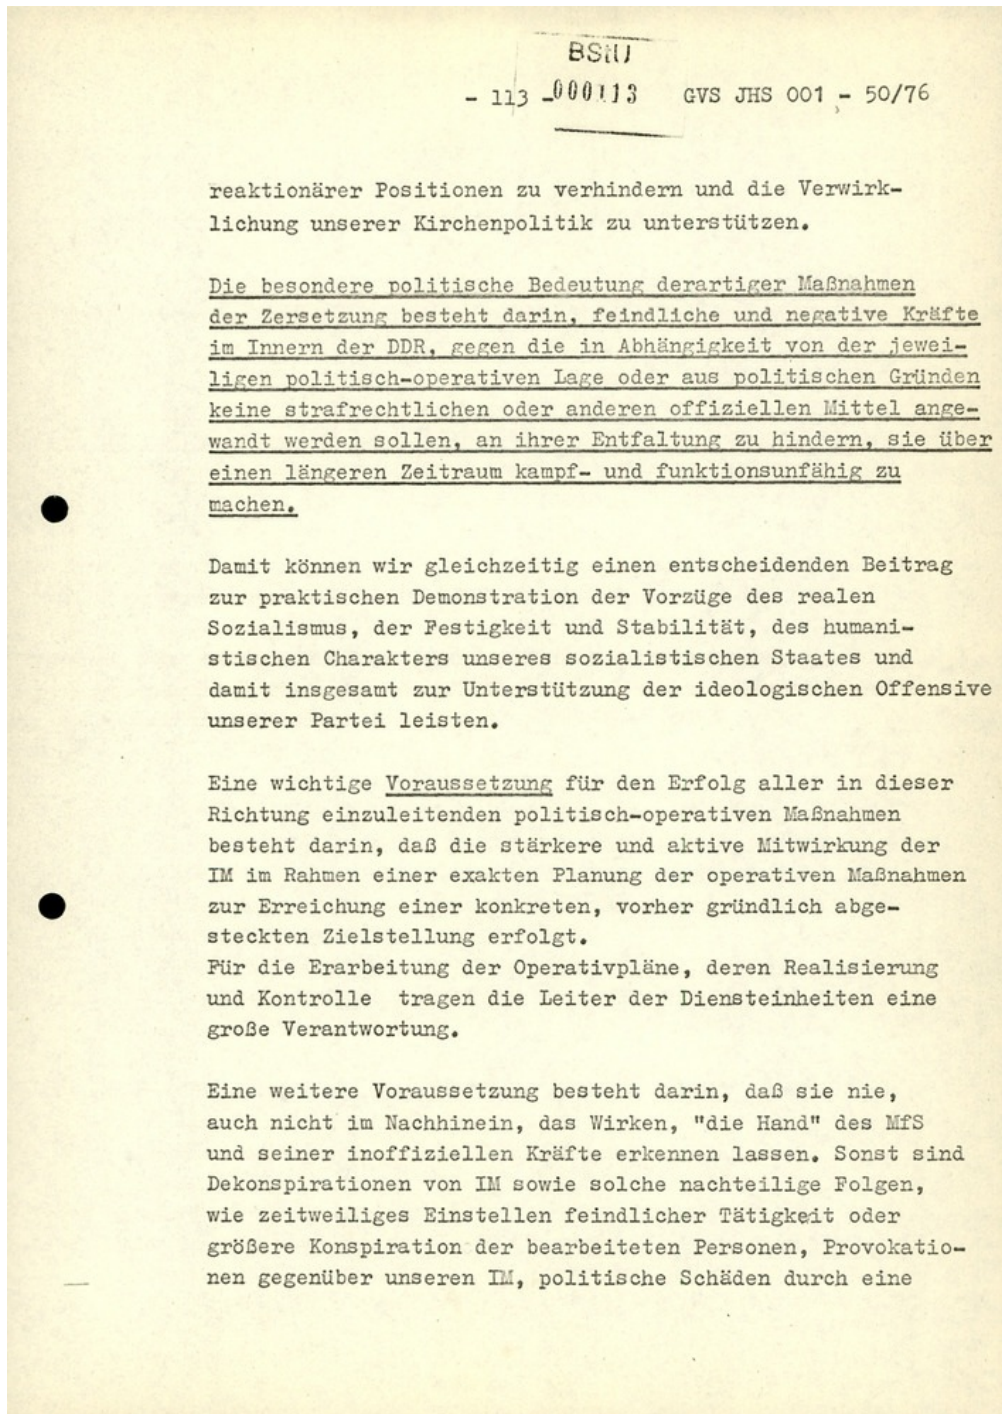 BStU
- 113 - 000113 GVS JHS 001 - 50/76
reaktionärer Positionen zu verhindern und die Verwirk-
lichung unserer Kirchenpolitik zu unterstützen.
Die besondere politische Bedeutung derartiger Maßnahmen
der Zersetzung besteht darin, feindliche und negative Kräfte
im Innern der DDR, gegen die in Abhängigkeit von der jewei-
ligen politisch-operativen Lage oder aus politischen Gründen
keine strafrechtlichen oder anderen offiziellen Mittel ange-
wandt werden sollen, an ihrer Entfaltung zu hindern, sie über
einen längeren Zeitraum kampf- und funktionsunfähig zu
machen.
Damit können wir gleichzeitig einen entscheidenden Beitrag
zur praktischen Demonstration der Vorzüge des realen
Sozialismus, der Festigkeit und Stabilität, des humani-
stischen Charakters unseres sozialistischen Staates und
damit insgesamt zur Unterstützung der ideologischen Offensive
unserer Partei leisten.
Eine wichtige Voraussetzung für den Erfolg aller in dieser
Richtung einzuleitenden politisch-operativen Maßnahmen
besteht darin, daß die stärkere und aktive Mitwirkung der
IM im Rahmen einer exakten Planung der operativen Maßnahmen
zur Erreichung einer konkreten, vorher gründlich abge-
steckten Zielstellung erfolgt.
Für die Erarbeitung der Operativpläne, deren Realisierung
und Kontrolle tragen die Leiter der Diensteinheiten eine
große Verantwortung.
Eine weitere Voraussetzung besteht darin, daß sie nie,
auch nicht im Nachhinein, das Wirken, "die Hand" des MfS
und seiner inoffiziellen Kräfte erkennen lassen. Sonst sind
Dekonspirationen von IM sowie solche nachteilige Folgen,
wie zeitweiliges Einstellen feindlicher Tätigkeit oder
größere Konspiration der bearbeiteten Personen, Provokatio-
nen gegenüber unseren IM, politische Schäden durch eine